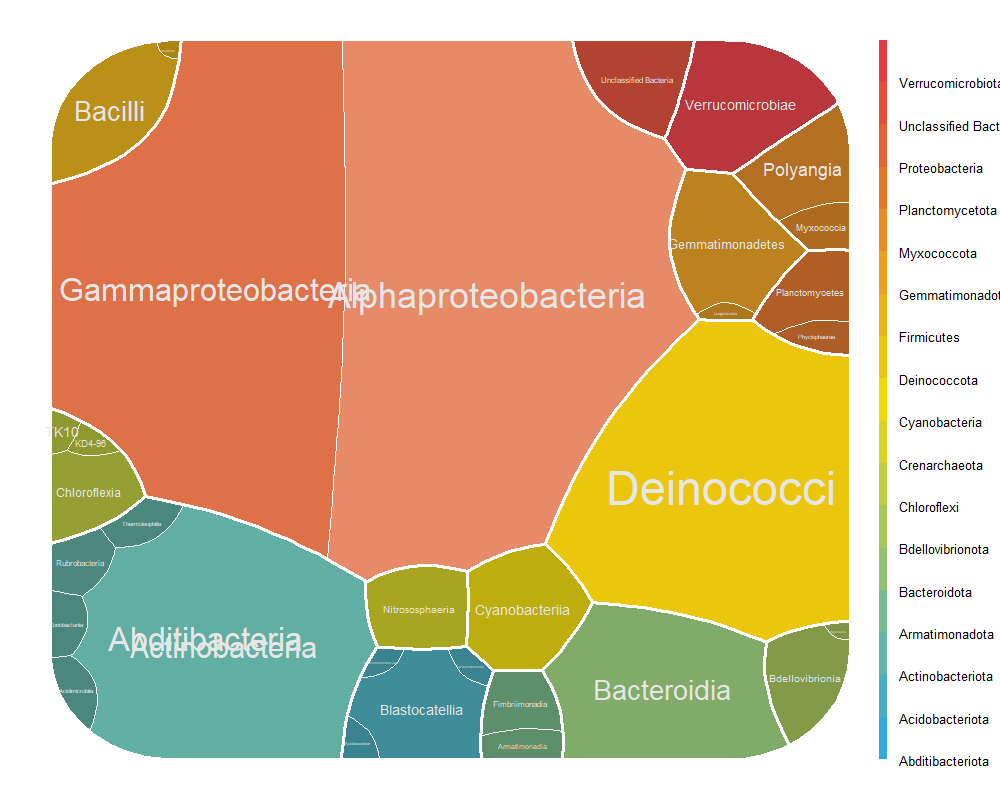 Bacilli
Unclassified Bacteria
Verrucomicrobiae
Polyangia
Myxococcia
Gemmatimonadetes
Gammaproteobacteria
Alphaproteobacteria
Planctomycetes
Phycisphaerae
TK10
KD4-96
Chloroflexia
Deinococci
Thermoleophilia
Rubrobacteria
Nitrososphaeria
Cyanobacteriia
Abditibacteria
Actinobacteria
Bacteroidia
Bdellovibrionia
Acidimicrobiia
Blastocatellia
Fimbriimonadia
Armatimonadia
Verrucomicrobiota
Unclassified Bact
Proteobacteria
Planctomycetota
Myxococcota
Gemmatimonadot
Firmicutes
Deinococcota
Cyanobacteria
Crenarchaeota
Chloroflexi
Bdellovibrionota
Bacteroidota
Armatimonadota
Actinobacteriota
Acidobacteriota
Abditibacteriota